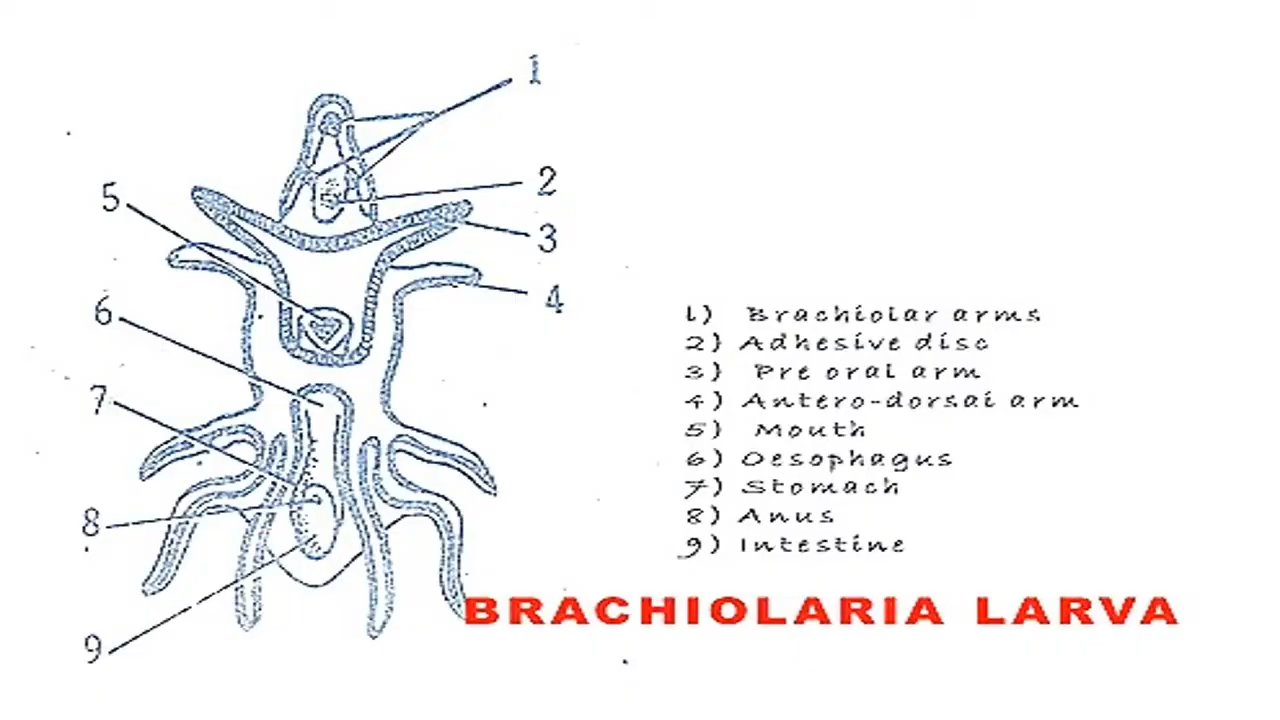 1
2
5
3
4
6
7
8
9
1) Brachiolar arms
2) Adhesive disc
3) Pre oral arm
4) Antero-dorsal arm
5) Mouth
6) Oesophagus
7) Stomach
8) Anus
9) Intestine
BRACHIOLARIA LARVA